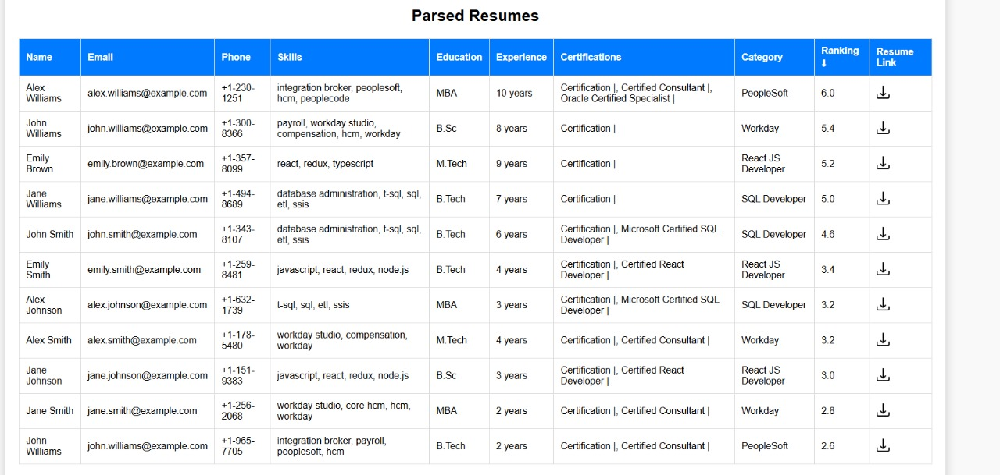 Parsed Resumes
Name Email Phone Skills Education Experience Certifications Category Ranking ⬇ Resume Link
Alex Williams alex.williams@example.com +1-230-1251 integration broker, peoplesoft, hcm, peoplecode MBA 10 years Certification |, Certified Consultant |, Oracle Certified Specialist | PeopleSoft 6.0
John Williams john.williams@example.com +1-300-8366 payroll, workday studio, compensation, hcm, workday B.Sc 8 years Certification | Workday 5.4
Emily Brown emily.brown@example.com +1-357-8099 react, redux, typescript M.Tech 9 years Certification | React JS Developer 5.2
Jane Williams jane.williams@example.com +1-494-8689 database administration, t-sql, sql, etl, ssis B.Tech 7 years Certification | SQL Developer 5.0
John Smith john.smith@example.com +1-343-8107 database administration, t-sql, sql, etl, ssis B.Tech 6 years Certification |, Microsoft Certified SQL Developer | SQL Developer 4.6
Emily Smith emily.smith@example.com +1-259-8481 javascript, react, redux, node.js B.Tech 4 years Certification |, Certified React Developer | React JS Developer 3.4
Alex Johnson alex.johnson@example.com +1-632-1739 t-sql, sql, etl, ssis MBA 3 years Certification |, Microsoft Certified SQL Developer | SQL Developer 3.2
Alex Smith alex.smith@example.com +1-178-5480 workday studio, compensation, workday M.Tech 4 years Certification |, Certified Consultant | Workday 3.2
Jane Johnson jane.johnson@example.com +1-151-9383 javascript, react, redux, node.js B.Sc 3 years Certification |, Certified React Developer | React JS Developer 3.0
Jane Smith jane.smith@example.com +1-256-2068 workday studio, core hcm, hcm, workday MBA 2 years Certification |, Certified Consultant | Workday 2.8
John Williams john.williams@example.com +1-965-7705 integration broker, payroll, peoplesoft, hcm B.Tech 2 years Certification |, Certified Consultant | PeopleSoft 2.6